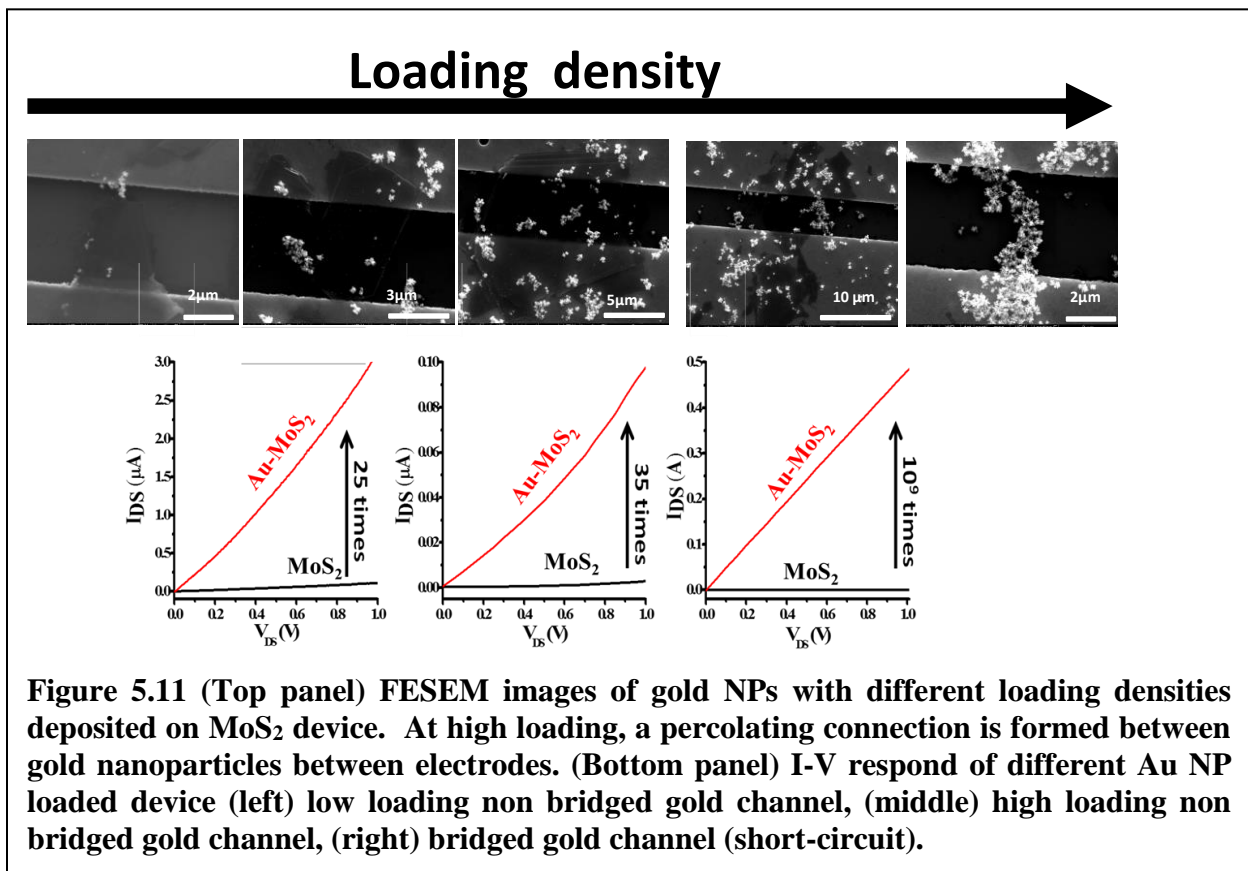 Loading density
2μm
3μm
5μm
10 μm
2μm
3.0
2.5
2.0
1.5
1.0
0.5
0.0
I_DS (μA)
Au-MoS₂
25 times
MoS₂
0.0 0.2 0.4 0.6 0.8 1.0
V_DS (V)
0.10
0.08
0.06
0.04
0.02
0.00
I_DS (μA)
Au-MoS₂
35 times
MoS₂
0.0 0.2 0.4 0.6 0.8 1.0
V_DS (V)
0.5
0.4
0.3
0.2
0.1
0.0
I_DS (A)
Au-MoS₂
10⁹ times
MoS₂
0.0 0.2 0.4 0.6 0.8 1.0
V_DS (V)
Figure 5.11 (Top panel) FESEM images of gold NPs with different loading densities
deposited on MoS₂ device. At high loading, a percolating connection is formed between
gold nanoparticles between electrodes. (Bottom panel) I-V respond of different Au NP
loaded device (left) low loading non bridged gold channel, (middle) high loading non
bridged gold channel, (right) bridged gold channel (short-circuit).